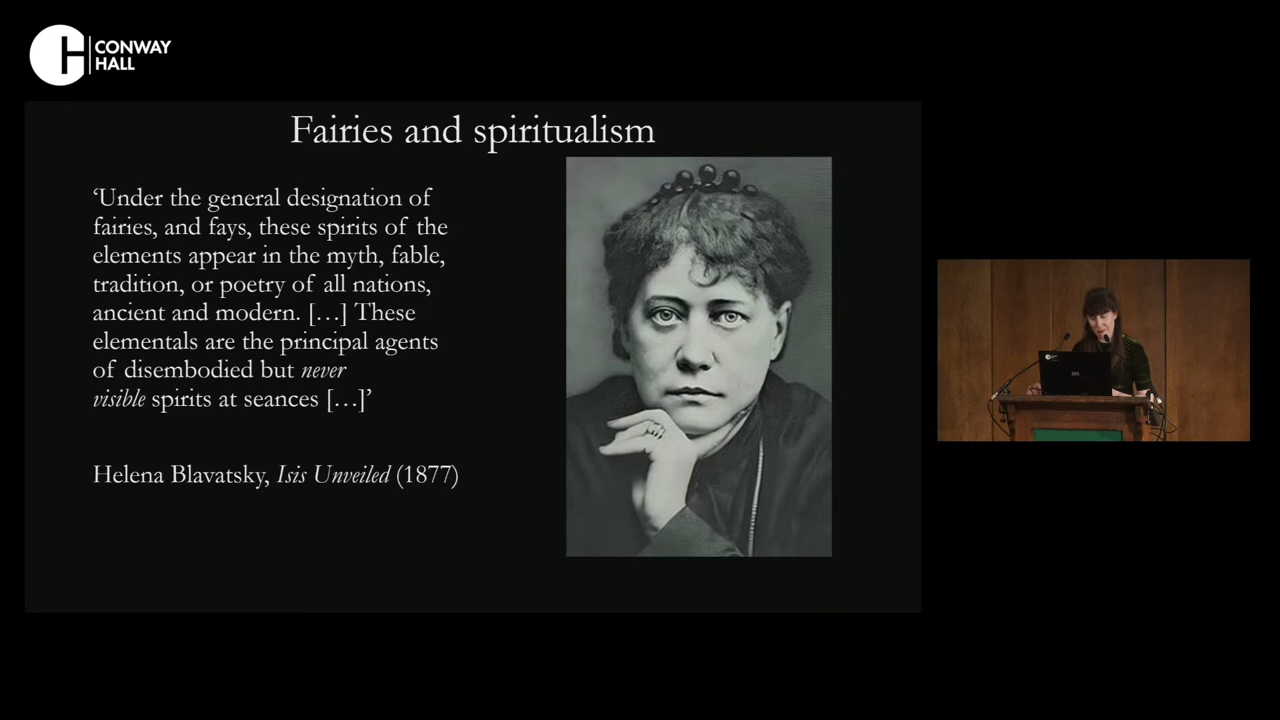 CONWAY
HALL
Fairies and spiritualism
‘Under the general designation of
fairies, and fays, these spirits of the
elements appear in the myth, fable,
tradition, or poetry of all nations,
ancient and modern. […] These
elementals are the principal agents
of disembodied but never
visible spirits at seances […]’
Helena Blavatsky, Isis Unveiled (1877)